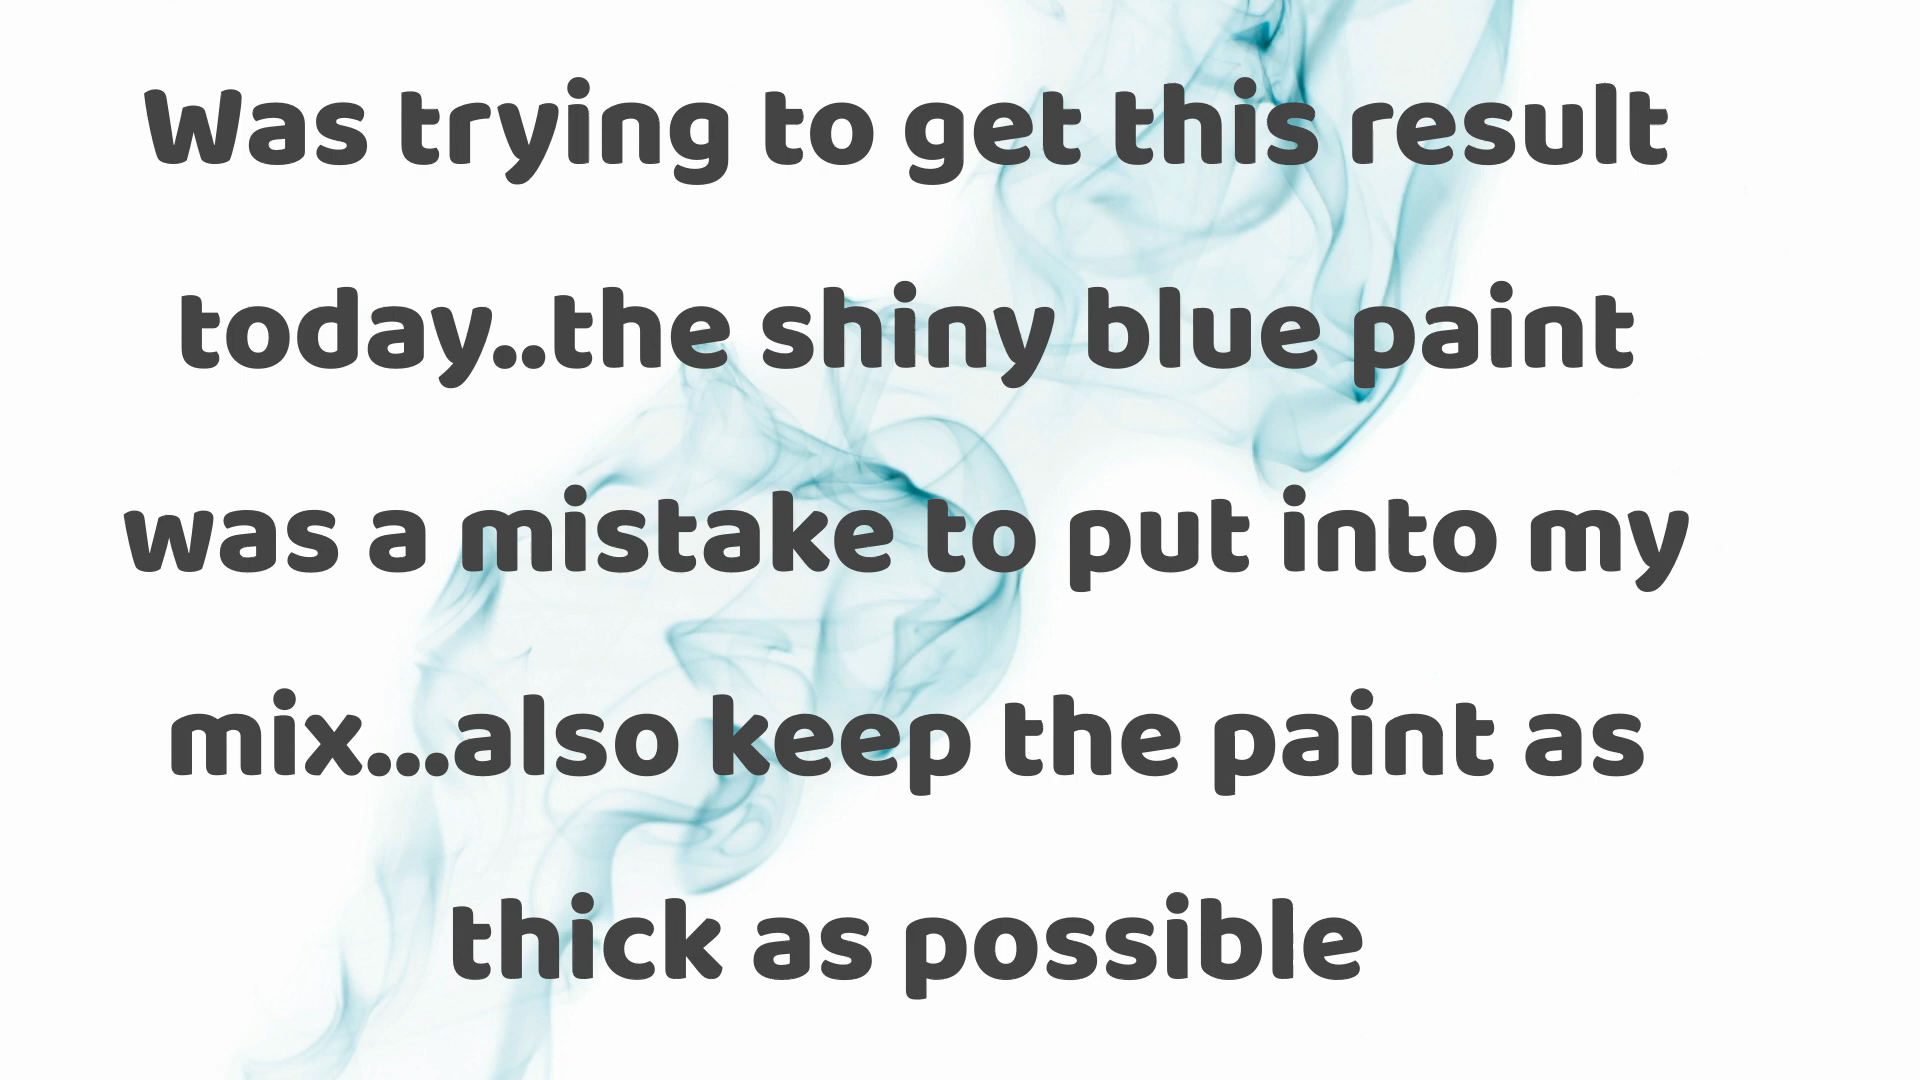 Was trying to get this result
today..the shiny blue paint
was a mistake to put into my
mix...also keep the paint as
thick as possible